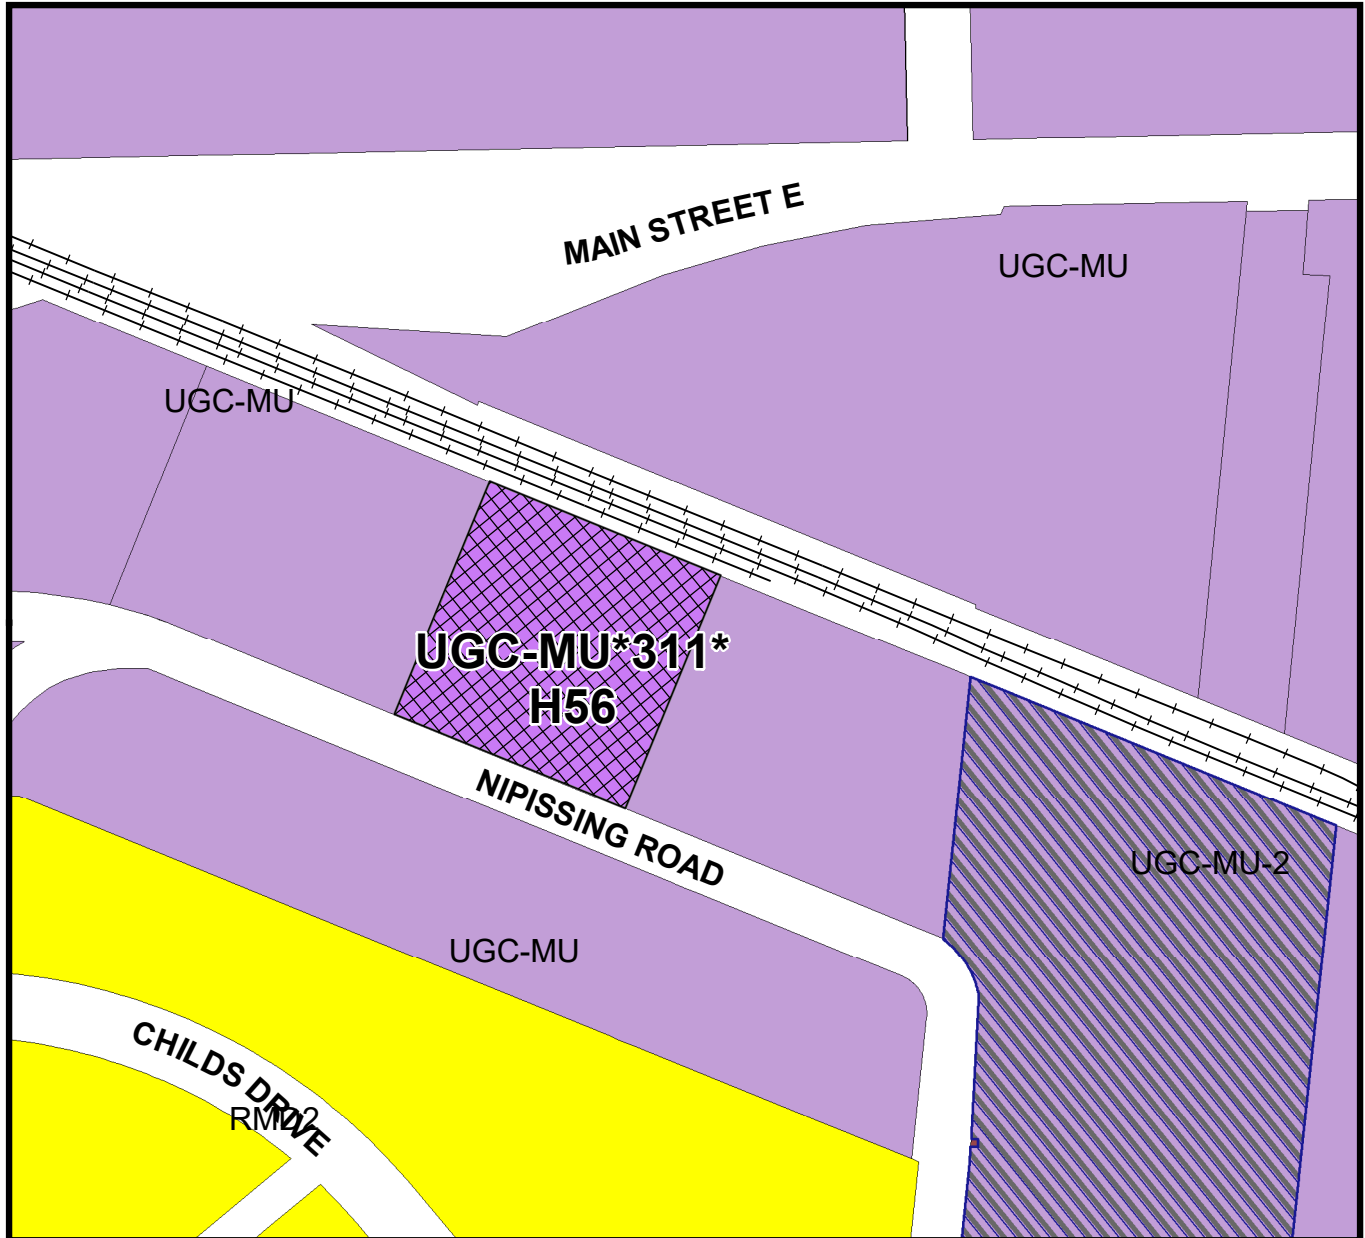 MAIN STREET E
UGC-MU
UGC-MU
UGC-MU*311*
H56
NIPISSING ROAD
UGC-MU-2
UGC-MU
CHILDS DRIVE